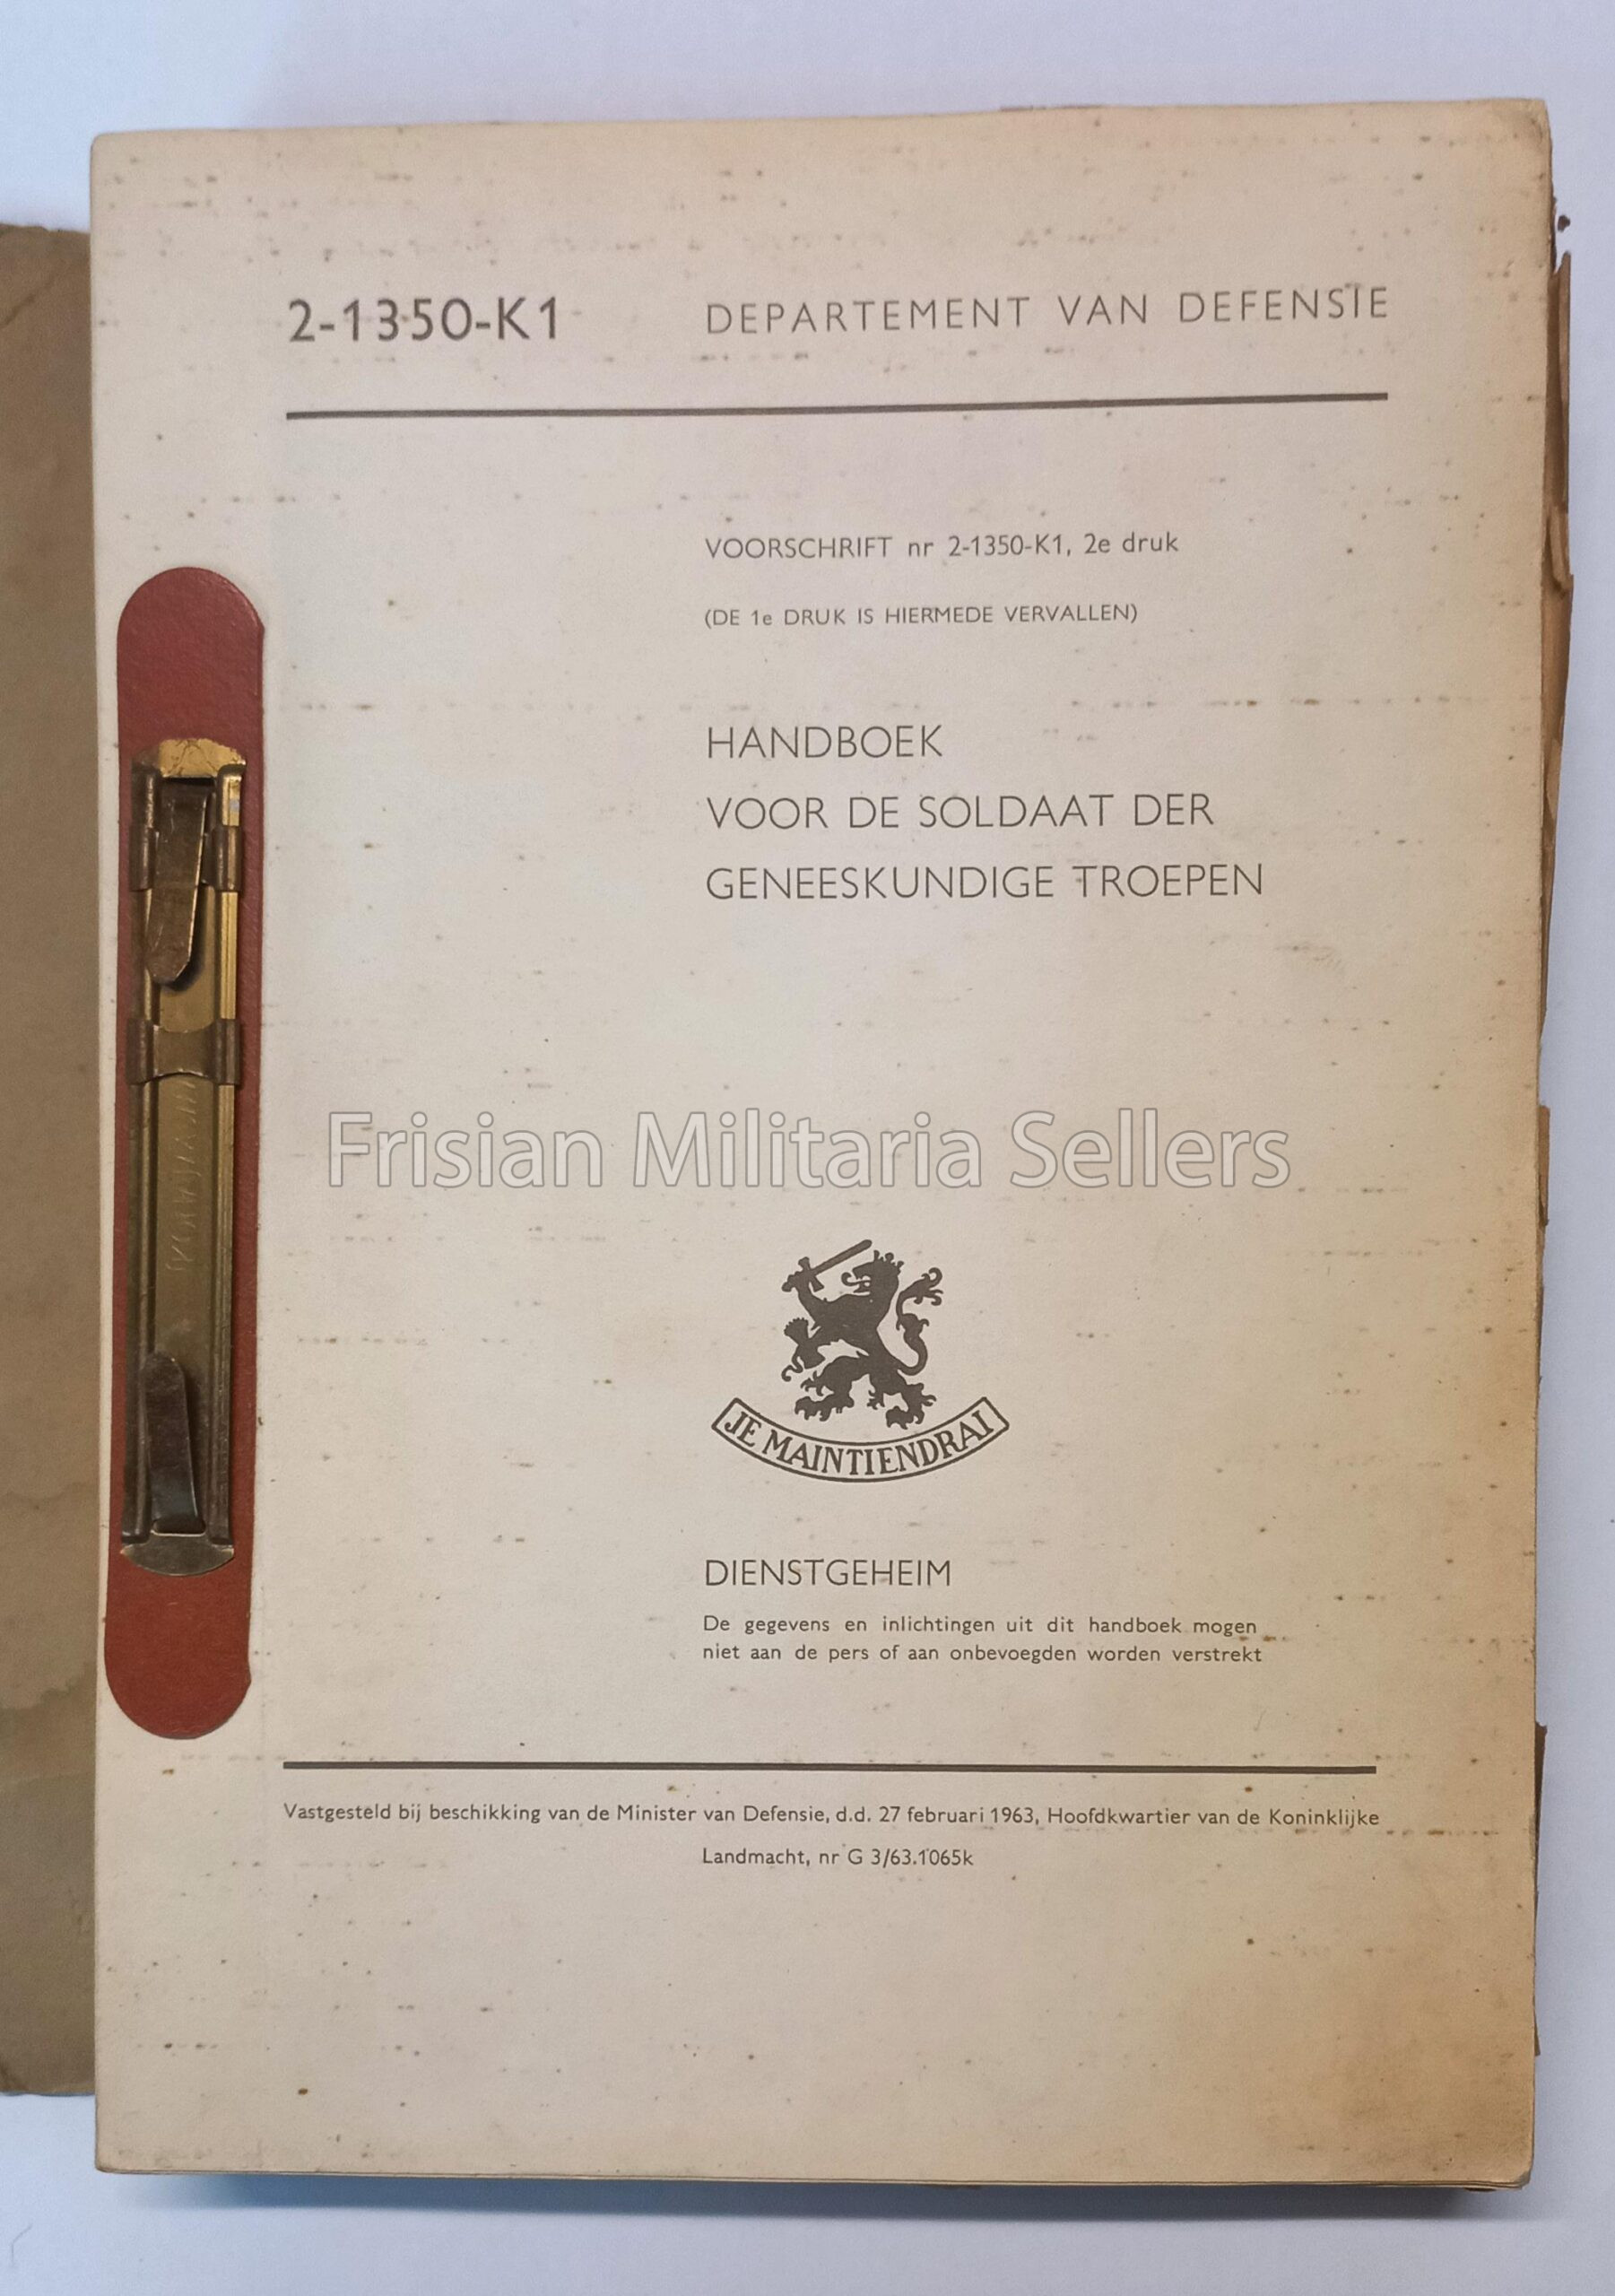 2-1350-K1 DEPARTEMENT VAN DEFENSIE
VOORSCHRIFT nr 2-1350-K1, 2e druk
(DE 1e DRUK IS HIERMEDE VERVALLEN)
HANDBOEK
VOOR DE SOLDAAT DER
GENEESKUNDIGE TROEPEN
Frisian Militaria Sellers
JE MAINTIENDRAI
DIENSTGEHEIM
De gegevens en inlichtingen uit dit handboek mogen
niet aan de pers of aan onbevoegden worden verstrekt
Vastgesteld bij beschikking van de Minister van Defensie, d.d. 27 februari 1963, Hoofdkwartier van de Koninklijke
Landmacht, nr G 3/63.1065k